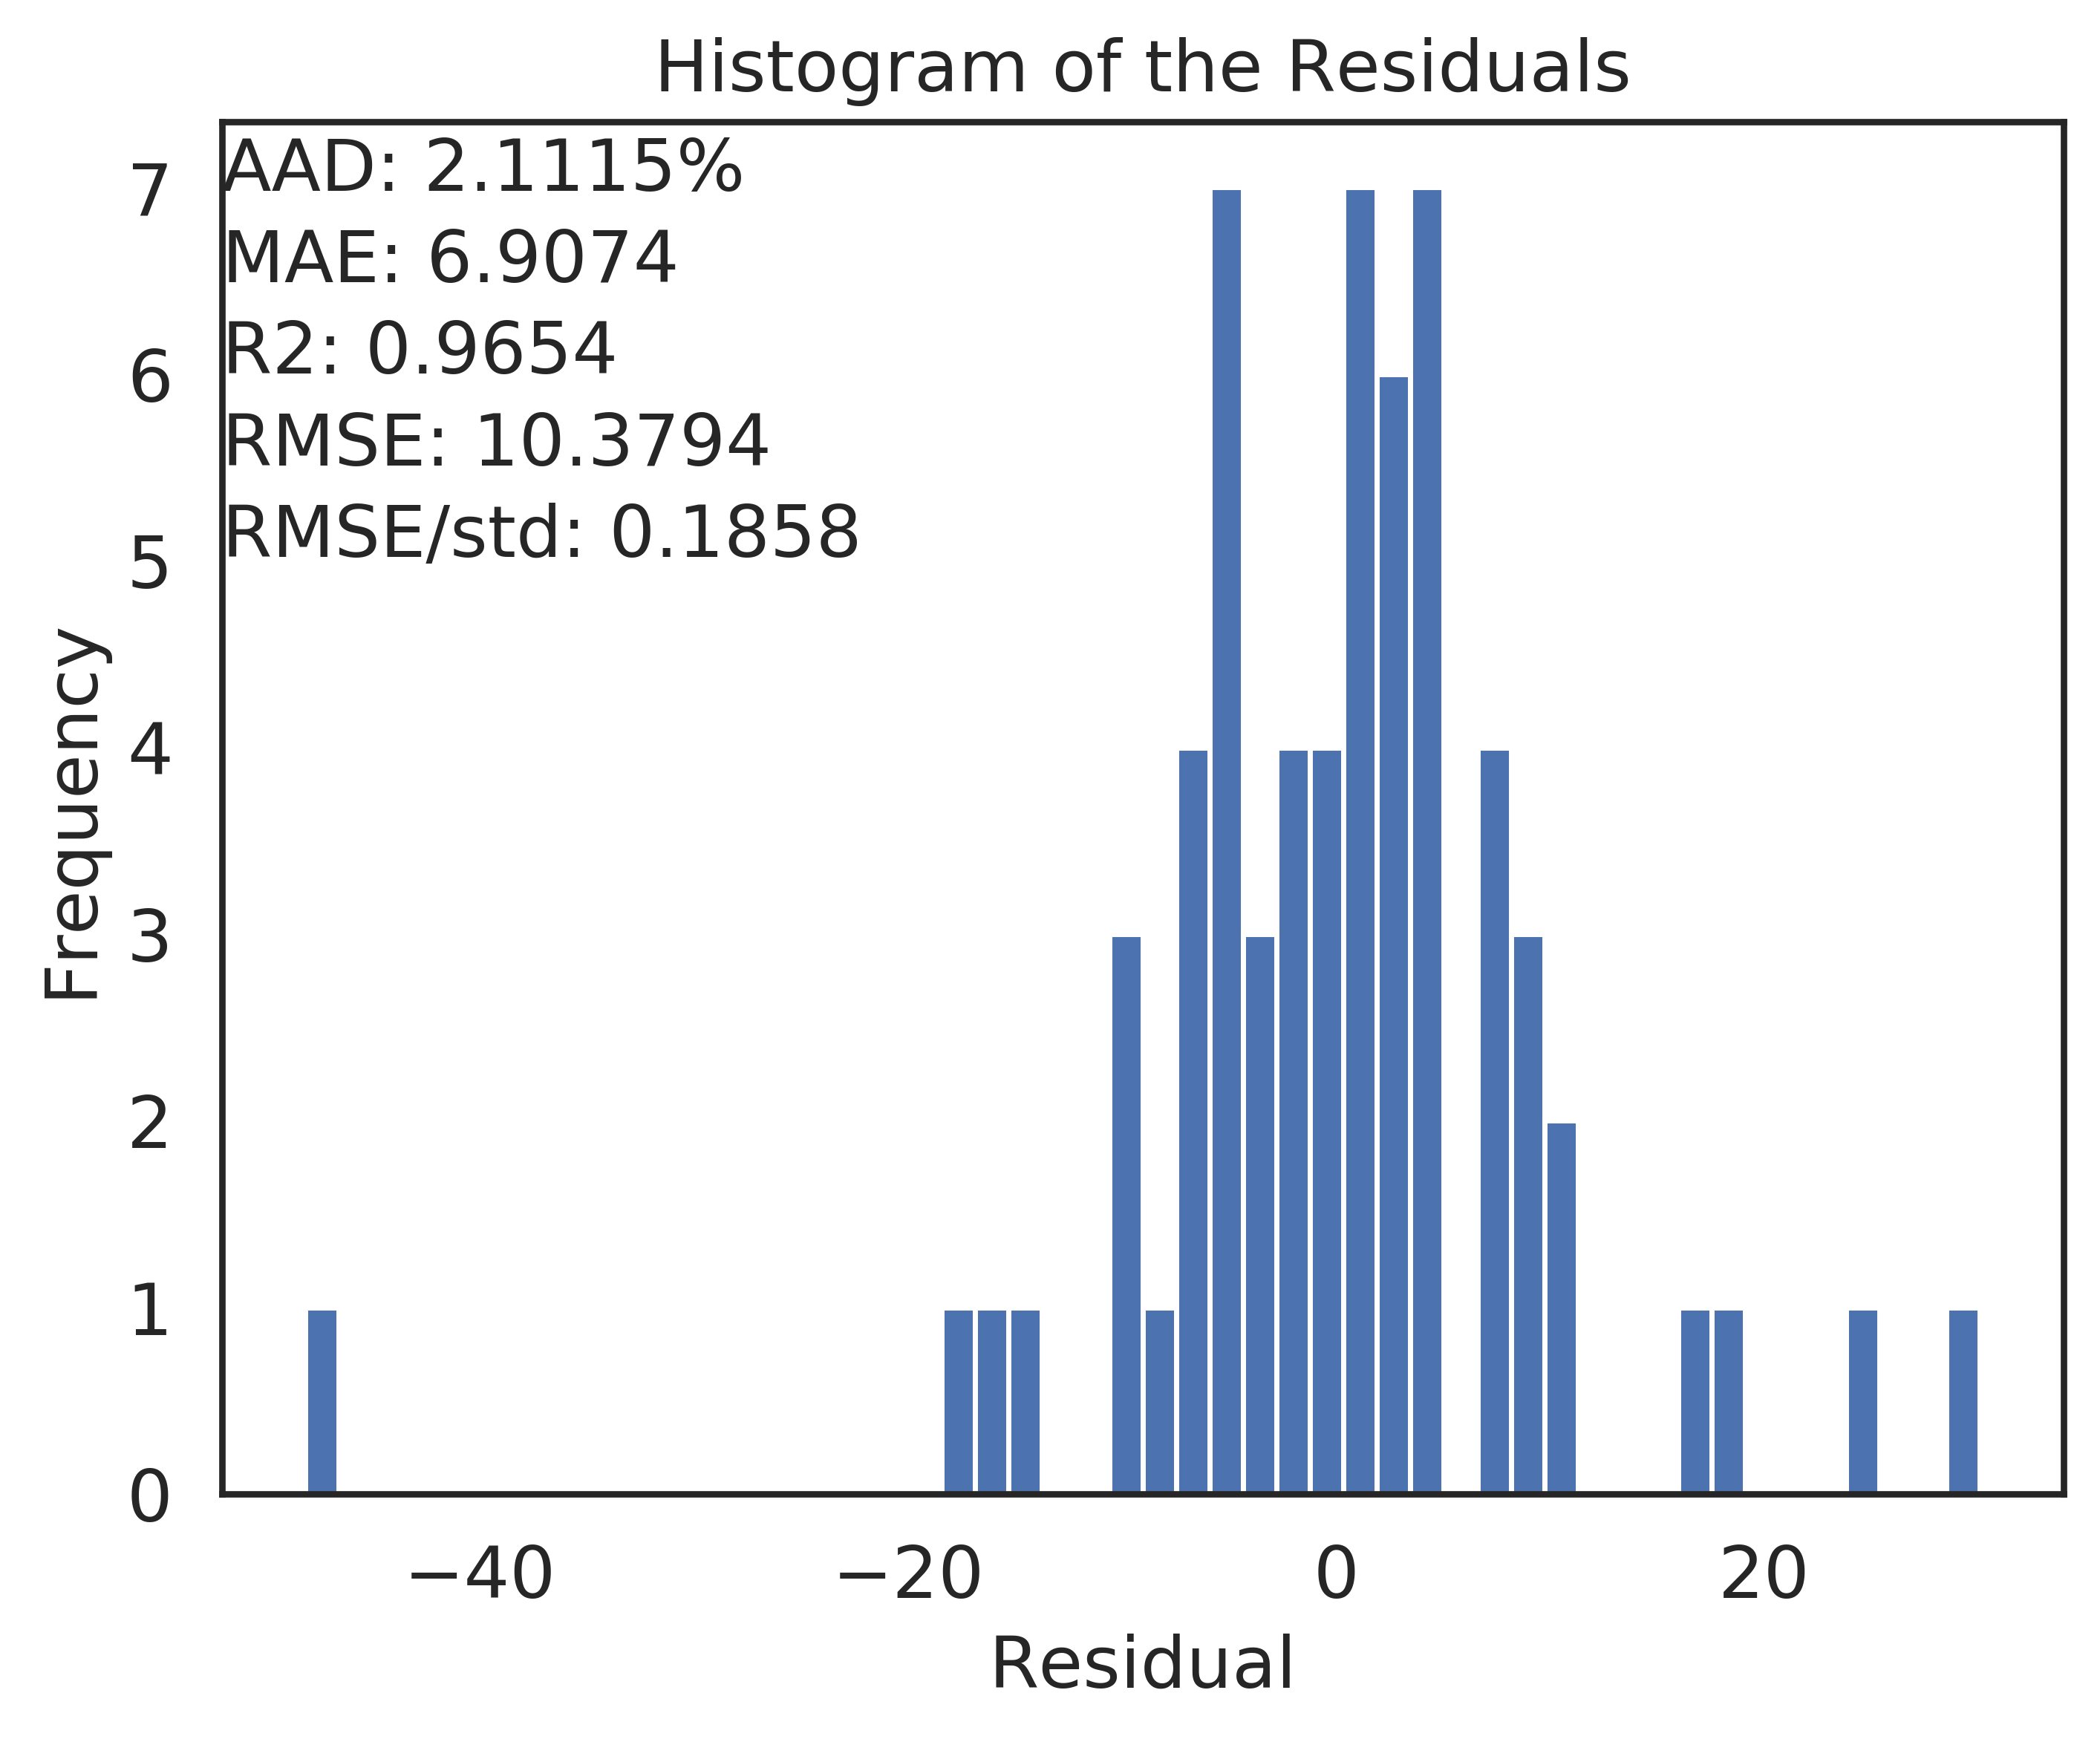 Histogram of the Residuals
AAD: 2.1115%
MAE: 6.9074
R2: 0.9654
RMSE: 10.3794
RMSE/std: 0.1858
7
6
5
4
3
2
1
0
Frequency
−40 −20 0 20
Residual